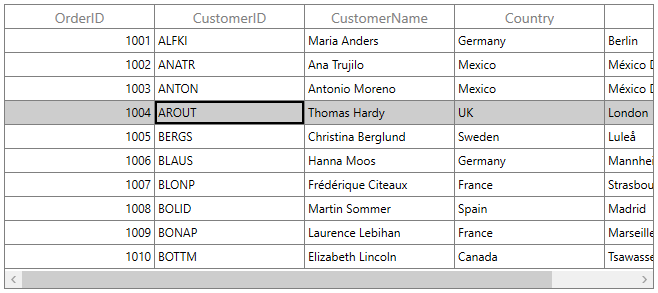 OrderID CustomerID CustomerName Country
1001 ALFKI Maria Anders Germany Berlin
1002 ANATR Ana Trujilo Mexico México D
1003 ANTON Antonio Moreno Mexico México D
1004 AROUT Thomas Hardy UK London
1005 BERGS Christina Berglund Sweden Luleå
1006 BLAUS Hanna Moos Germany Mannhe
1007 BLONP Frédérique Citeaux France Strasbou
1008 BOLID Martin Sommer Spain Madrid
1009 BONAP Laurence Lebihan France Marseille
1010 BOTTM Elizabeth Lincoln Canada Tsawasse